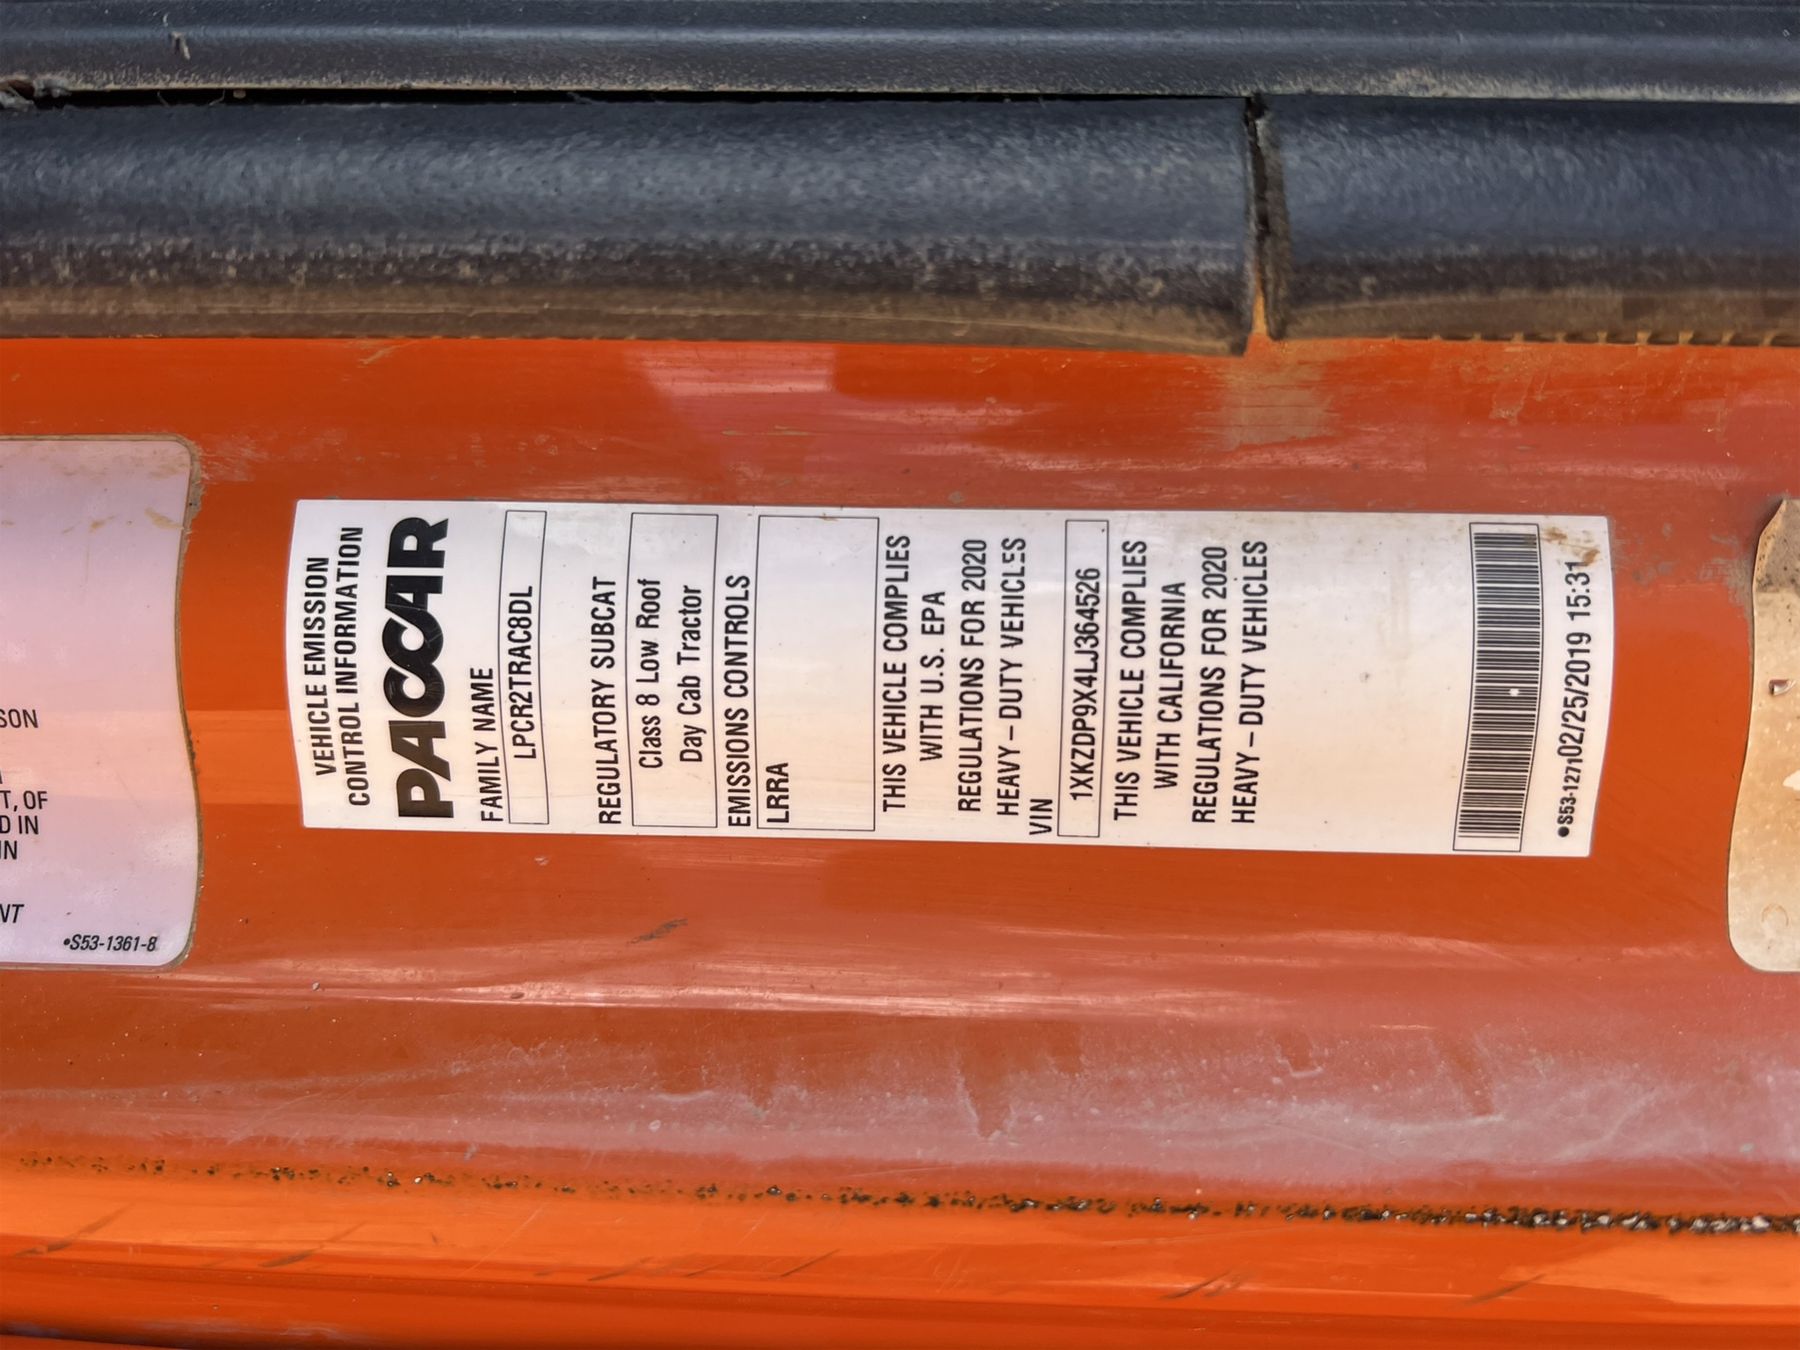 SON
T, OF
D IN
IN
NT
•S53-1361-8
VEHICLE EMISSION
CONTROL INFORMATION
PACCAR
FAMILY NAME
LPCR2TRAC8DL
REGULATORY SUBCAT
Class 8 Low Roof
Day Cab Tractor
EMISSIONS CONTROLS
LRRA
THIS VEHICLE COMPLIES
WITH U.S. EPA
REGULATIONS FOR 2020
HEAVY-DUTY VEHICLES
VIN
1XKZDP9X4LJ364526
THIS VEHICLE COMPLIES
WITH CALIFORNIA
REGULATIONS FOR 2020
HEAVY-DUTY VEHICLES
•S53-127102/25/2019 15:31